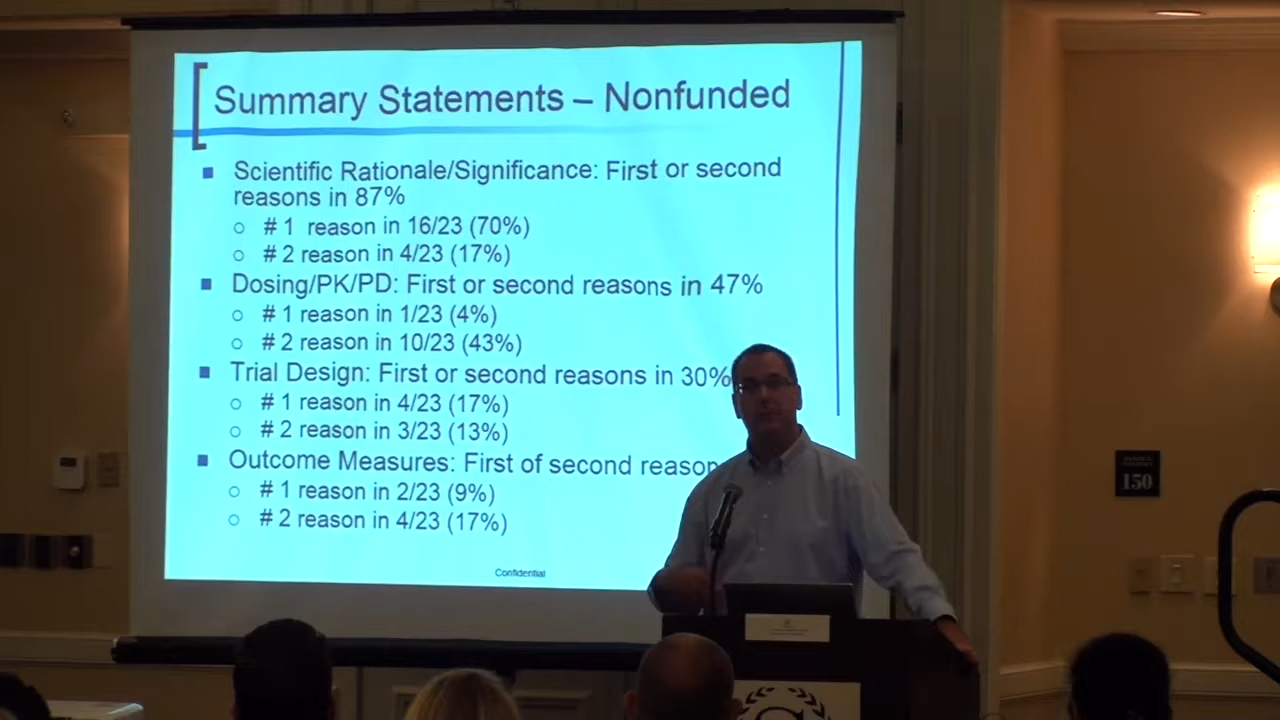 Summary Statements – Nonfunded
Scientific Rationale/Significance: First or second
reasons in 87%
# 1 reason in 16/23 (70%)
# 2 reason in 4/23 (17%)
Dosing/PK/PD: First or second reasons in 47%
# 1 reason in 1/23 (4%)
# 2 reason in 10/23 (43%)
Trial Design: First or second reasons in 30%
# 1 reason in 4/23 (17%)
# 2 reason in 3/23 (13%)
Outcome Measures: First of second reason
# 1 reason in 2/23 (9%)
# 2 reason in 4/23 (17%)
Confidential
150